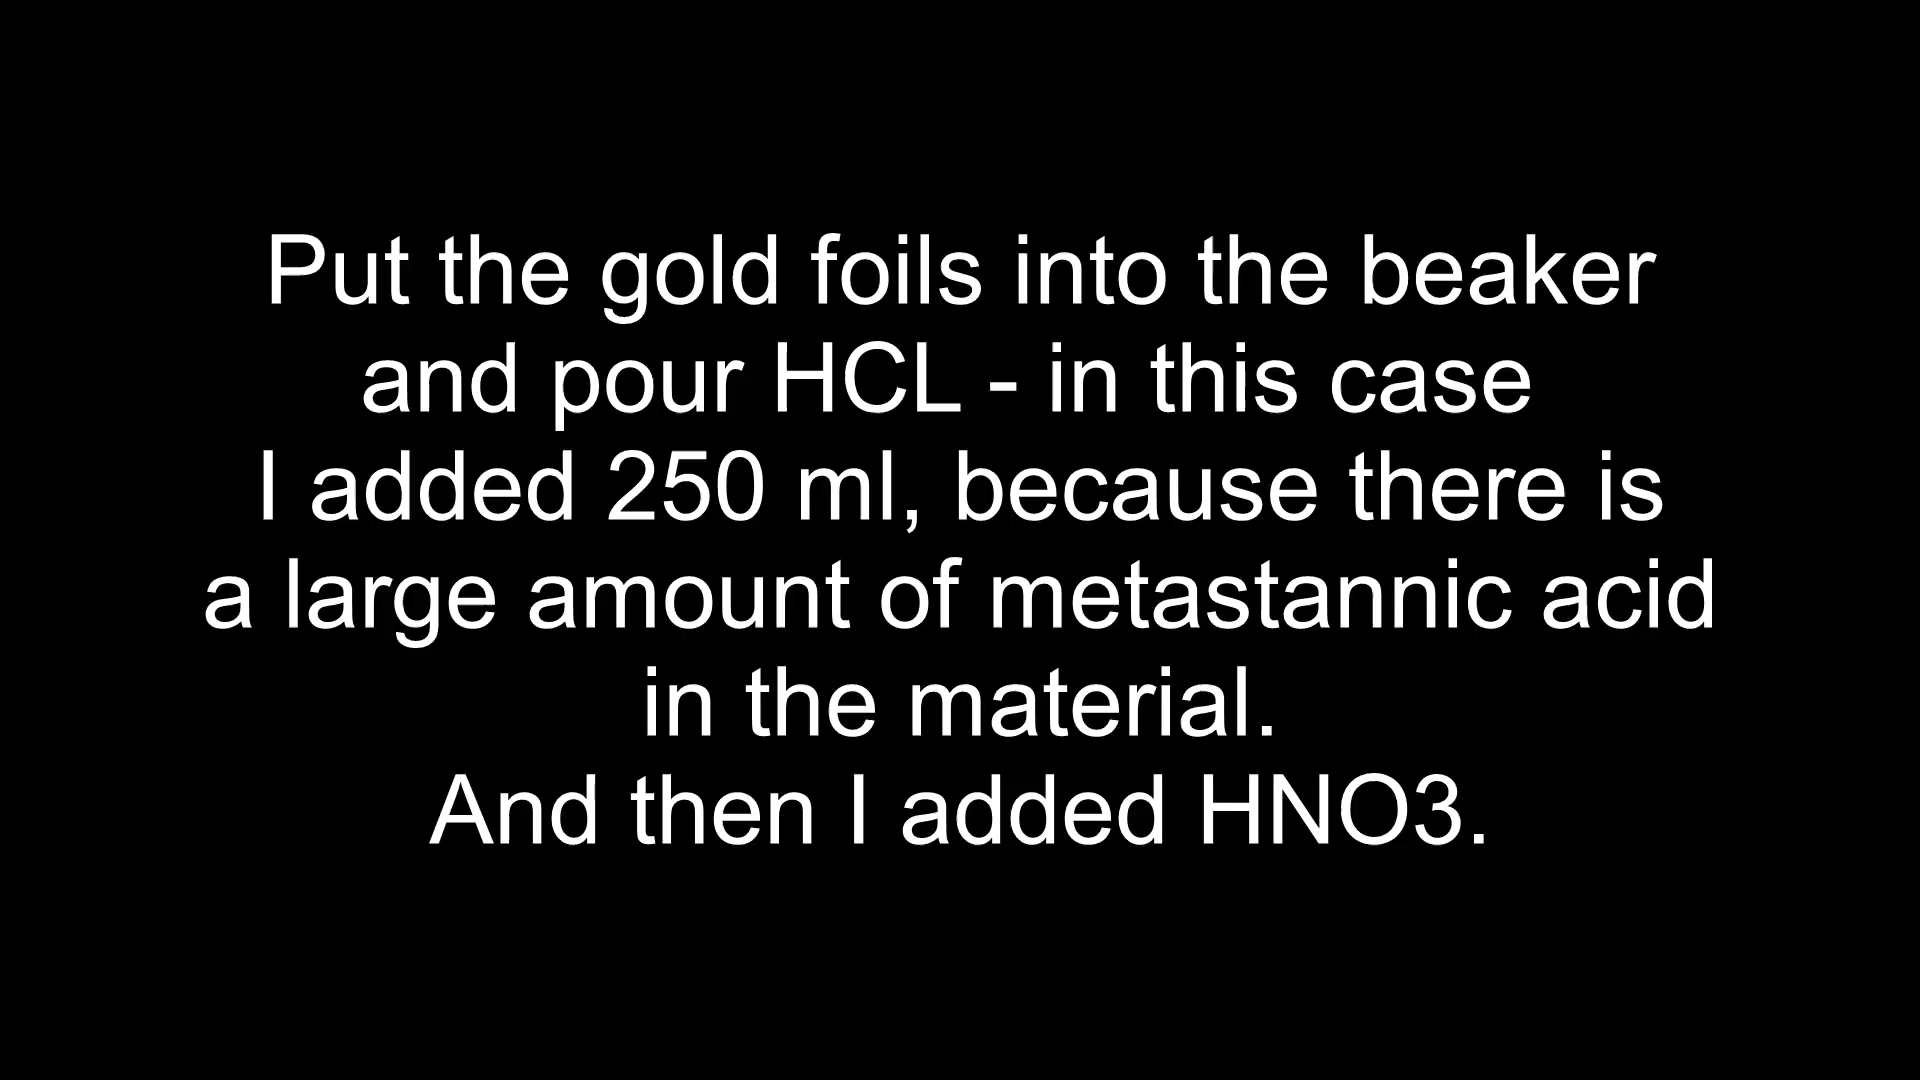 Put the gold foils into the beaker
and pour HCL - in this case
I added 250 ml, because there is
a large amount of metastannic acid
in the material.
And then I added HNO3.